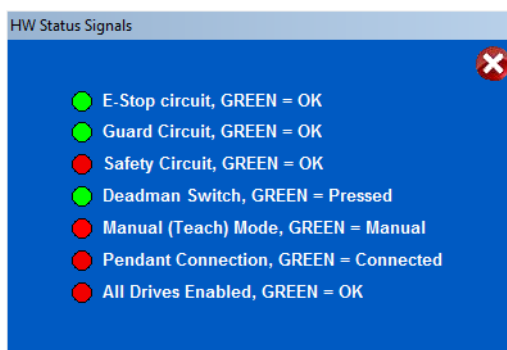 HW Status Signals
E-Stop circuit, GREEN = OK
Guard Circuit, GREEN = OK
Safety Circuit, GREEN = OK
Deadman Switch, GREEN = Pressed
Manual (Teach) Mode, GREEN = Manual
Pendant Connection, GREEN = Connected
All Drives Enabled, GREEN = OK